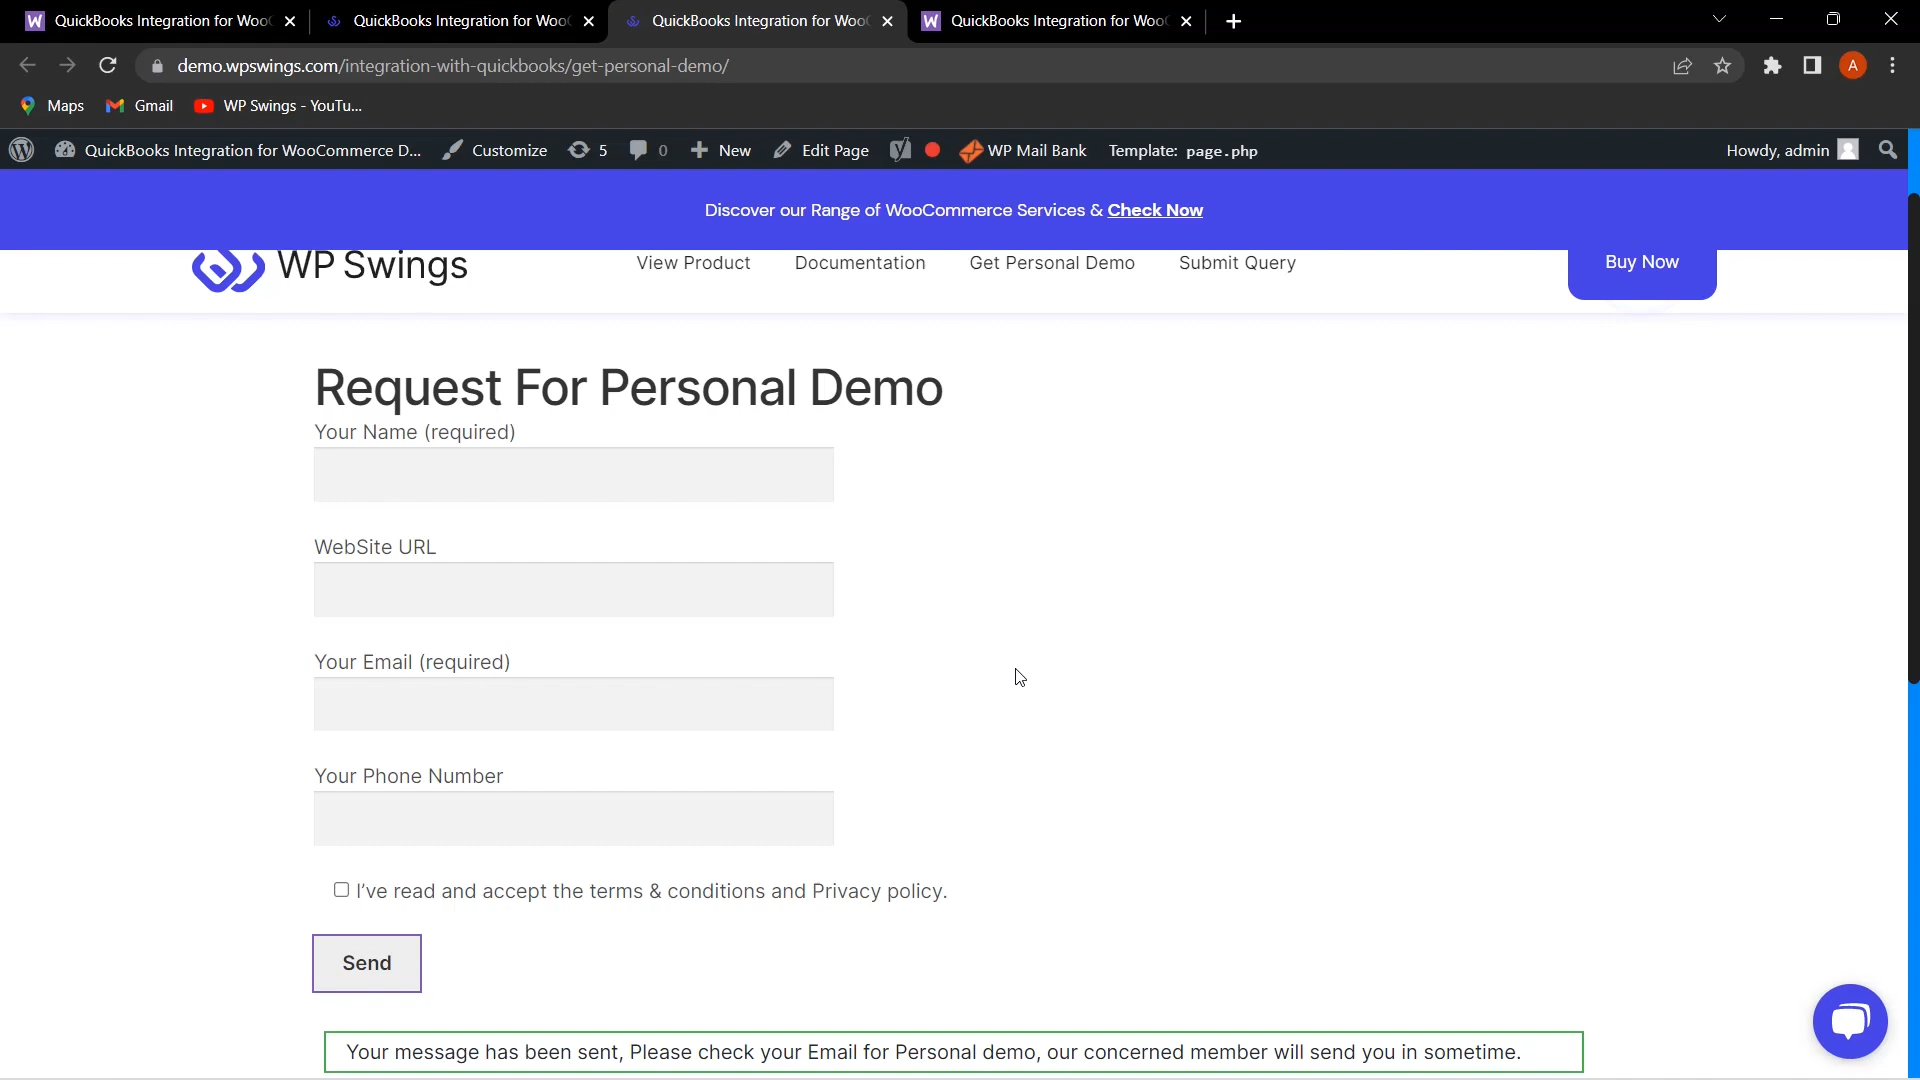 QuickBooks Integration for Woo
QuickBooks Integration for Woo
QuickBooks Integration for Woo
QuickBooks Integration for Woo
demo.wpswings.com/integration-with-quickbooks/get-personal-demo/
A
Maps
Gmail
WP Swings - YouTu...
QuickBooks Integration for WooCommerce D...
Customize
5
0
New
Edit Page
WP Mail Bank
Template: page.php
Howdy, admin
Discover our Range of WooCommerce Services & Check Now
WP Swings
View Product
Documentation
Get Personal Demo
Submit Query
Buy Now
Request For Personal Demo
Your Name (required)
WebSite URL
Your Email (required)
Your Phone Number
I've read and accept the terms & conditions and Privacy policy.
Send
Your message has been sent, Please check your Email for Personal demo, our concerned member will send you in sometime.